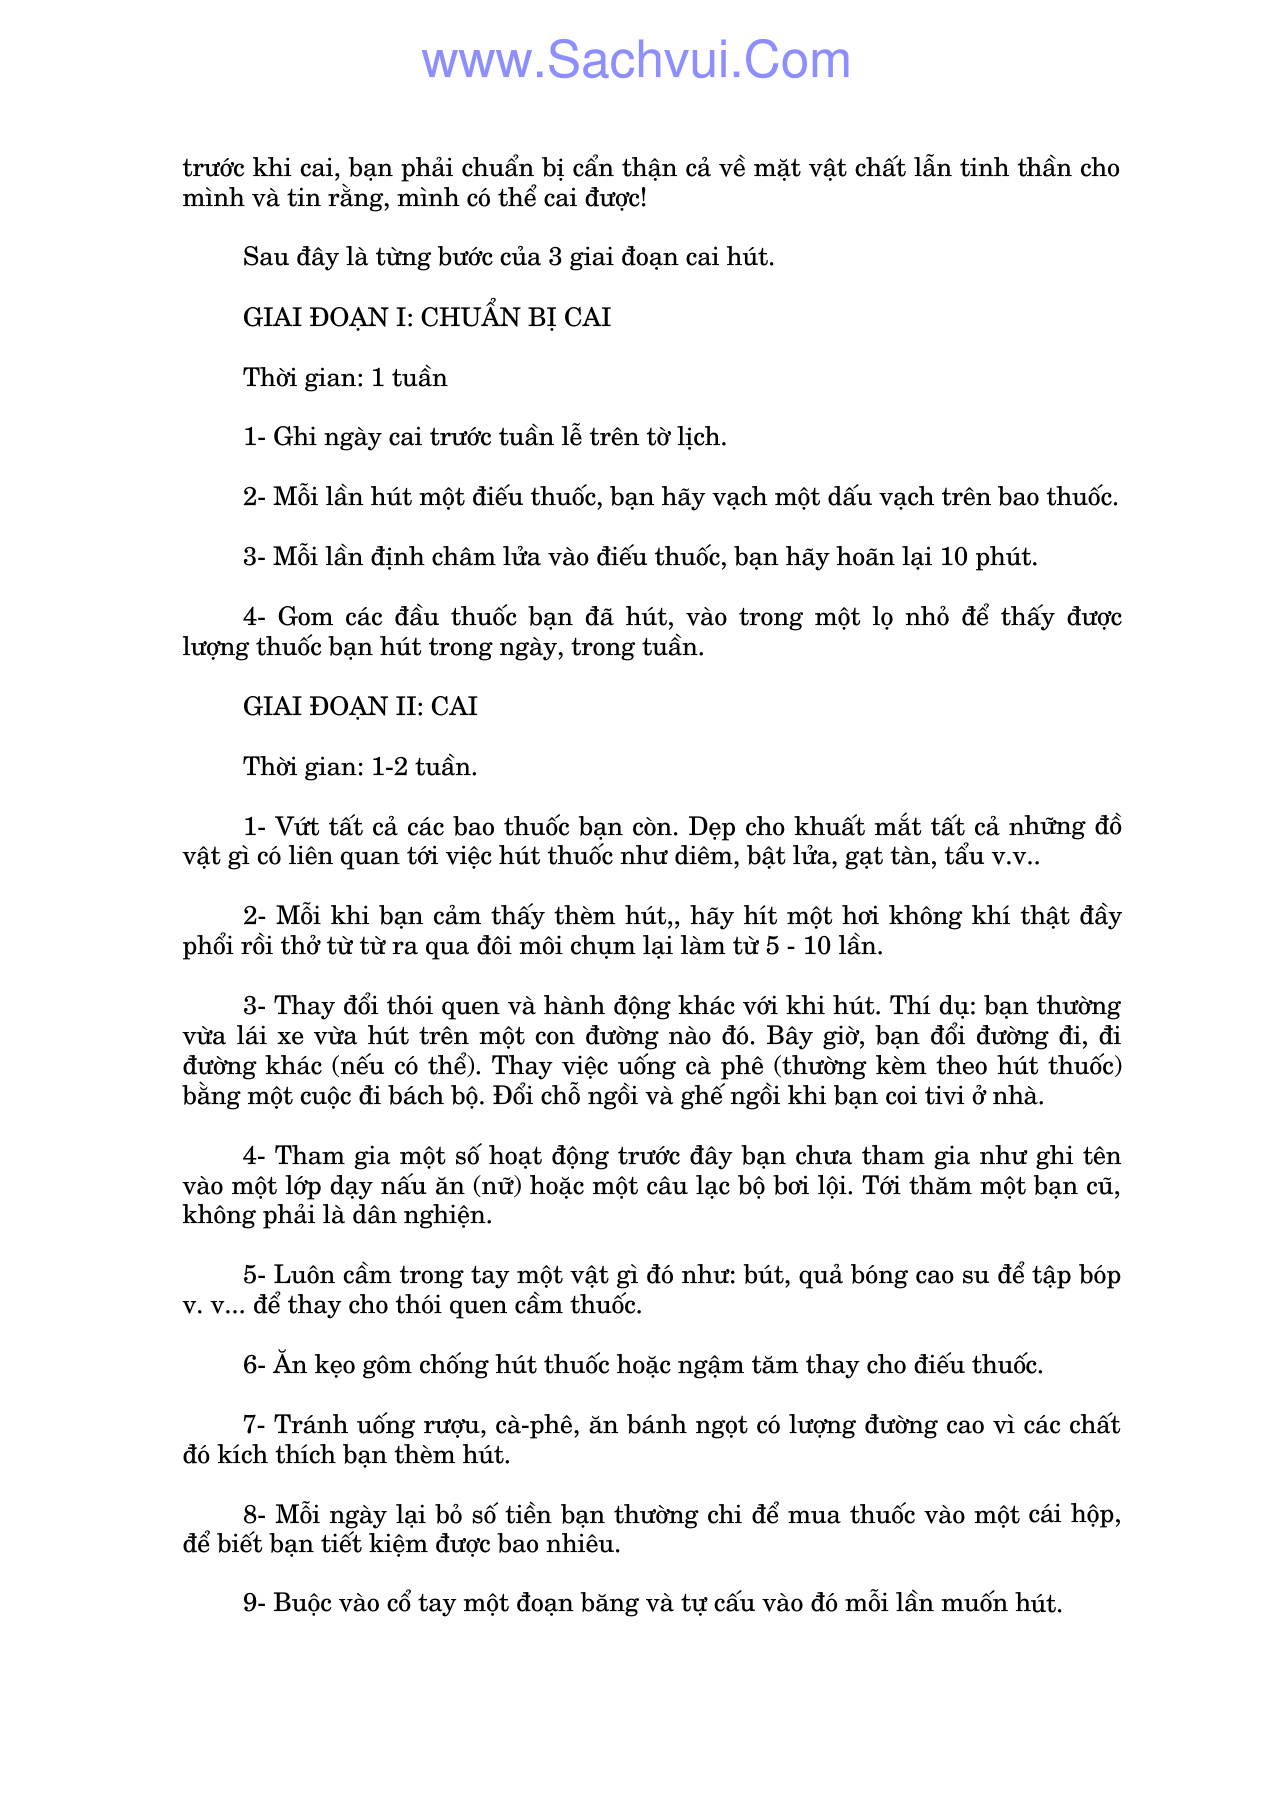 www.Sachvui.Com
trước khi cai, bạn phải chuẩn bị cẩn thận cả về mặt vật chất lẫn tinh thần cho
mình và tin rằng, mình có thể cai được!
Sau đây là từng bước của 3 giai đoạn cai hút.
GIAI ĐOẠN I: CHUẨN BỊ CAI
Thời gian: 1 tuần
1- Ghi ngày cai trước tuần lễ trên tờ lịch.
2- Mỗi lần hút một điếu thuốc, bạn hãy vạch một dấu vạch trên bao thuốc.
3- Mỗi lần định châm lửa vào điếu thuốc, bạn hãy hoãn lại 10 phút.
4- Gom các đầu thuốc bạn đã hút, vào trong một lọ nhỏ để thấy được
lượng thuốc bạn hút trong ngày, trong tuần.
GIAI ĐOẠN II: CAI
Thời gian: 1-2 tuần.
1- Vứt tất cả các bao thuốc bạn còn. Dẹp cho khuất mắt tất cả những đồ
vật gì có liên quan tới việc hút thuốc như diêm, bật lửa, gạt tàn, tẩu v.v..
2- Mỗi khi bạn cảm thấy thèm hút,, hãy hít một hơi không khí thật đầy
phổi rồi thở từ từ ra qua đôi môi chụm lại làm từ 5 - 10 lần.
3- Thay đổi thói quen và hành động khác với khi hút. Thí dụ: bạn thường
vừa lái xe vừa hút trên một con đường nào đó. Bây giờ, bạn đổi đường đi, đi
đường khác (nếu có thể). Thay việc uống cà phê (thường kèm theo hút thuốc)
bằng một cuộc đi bách bộ. Đổi chỗ ngồi và ghế ngồi khi bạn coi tivi ở nhà.
4- Tham gia một số hoạt động trước đây bạn chưa tham gia như ghi tên
vào một lớp dạy nấu ăn (nữ) hoặc một câu lạc bộ bơi lội. Tới thăm một bạn cũ,
không phải là dân nghiện.
5- Luôn cầm trong tay một vật gì đó như: bút, quả bóng cao su để tập bóp
v. v... để thay cho thói quen cầm thuốc.
6- Ăn kẹo gôm chống hút thuốc hoặc ngậm tăm thay cho điếu thuốc.
7- Tránh uống rượu, cà-phê, ăn bánh ngọt có lượng đường cao vì các chất
đó kích thích bạn thèm hút.
8- Mỗi ngày lại bỏ số tiền bạn thường chi để mua thuốc vào một cái hộp,
để biết bạn tiết kiệm được bao nhiêu.
9- Buộc vào cổ tay một đoạn băng và tự cấu vào đó mỗi lần muốn hút.